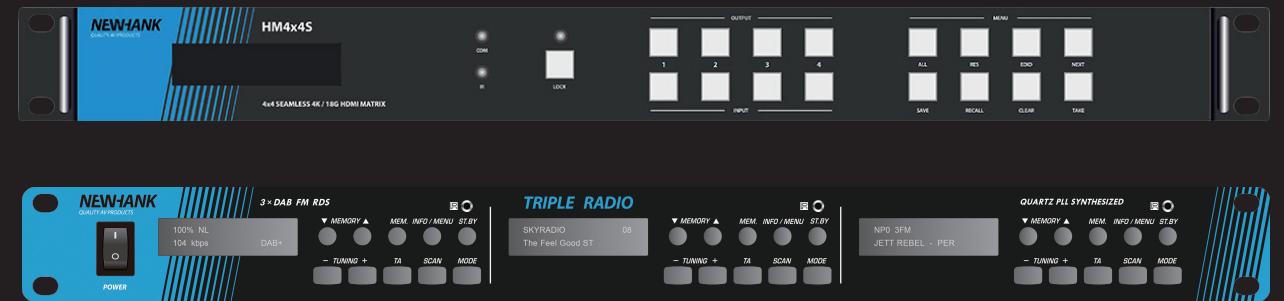 NEWHANK
QUALITY AV PRODUCTS
HM4x4S
4x4 SEAMLESS 4K / 18G HDMI MATRIX
COM
IR
LOCK
OUTPUT
1 2 3 4
INPUT
MENU
ALL RES EDID NEXT
SAVE RECALL CLEAR TAKE
NEWHANK
QUALITY AV PRODUCTS
POWER
3 × DAB FM RDS
100% NL
104 kbps DAB+
▼ MEMORY ▲ MEM. INFO / MENU ST.BY
− TUNING + TA SCAN MODE
TRIPLE RADIO
SKYRADIO 08
The Feel Good ST
▼ MEMORY ▲ MEM. INFO / MENU ST.BY
− TUNING + TA SCAN MODE
QUARTZ PLL SYNTHESIZED
NP0 3FM
JETT REBEL - PER
▼ MEMORY ▲ MEM. INFO / MENU ST.BY
− TUNING + TA SCAN MODE